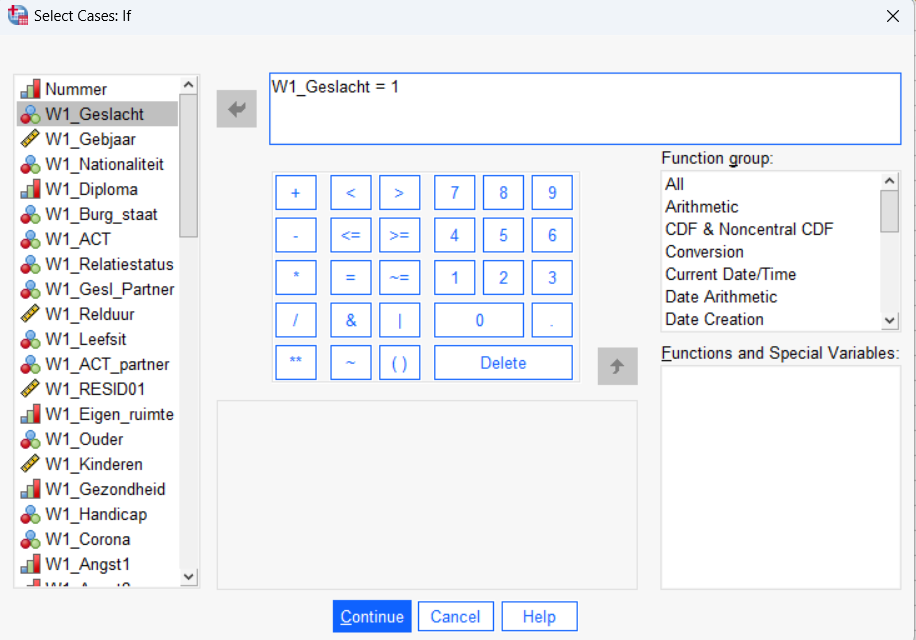 Select Cases: If
Nummer
W1_Geslacht
W1_Gebjaar
W1_Nationaliteit
W1_Diploma
W1_Burg_staat
W1_ACT
W1_Relatiestatus
W1_Gesl_Partner
W1_Relduur
W1_Leefsit
W1_ACT_partner
W1_RESID01
W1_Eigen_ruimte
W1_Ouder
W1_Kinderen
W1_Gezondheid
W1_Handicap
W1_Corona
W1_Angst1
W1_Geslacht = 1
+ < > 7 8 9
- <= >= 4 5 6
* = ~= 1 2 3
/ & | 0 .
** ~ ( ) Delete
Function group:
All
Arithmetic
CDF & Noncentral CDF
Conversion
Current Date/Time
Date Arithmetic
Date Creation
Functions and Special Variables:
Continue Cancel Help